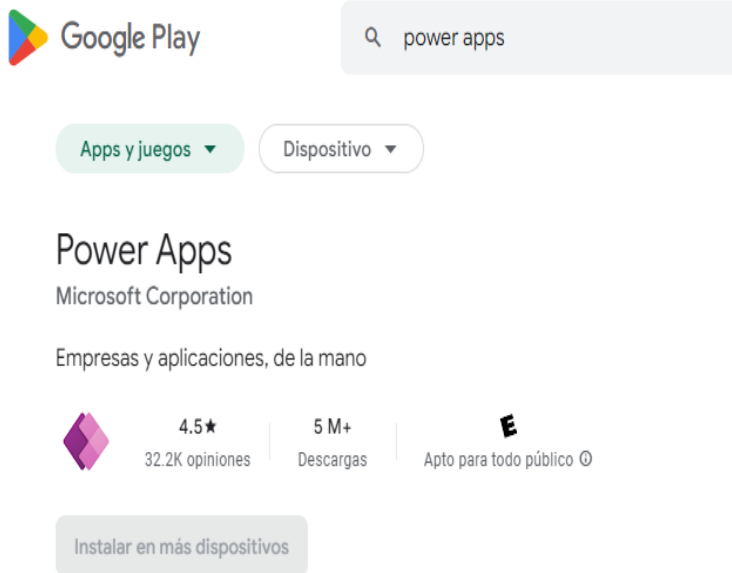 Google Play
power apps
Apps y juegos
Dispositivo
Power Apps
Microsoft Corporation
Empresas y aplicaciones, de la mano
4.5★
32.2K opiniones
5 M+
Descargas
E
Apto para todo público
Instalar en más dispositivos